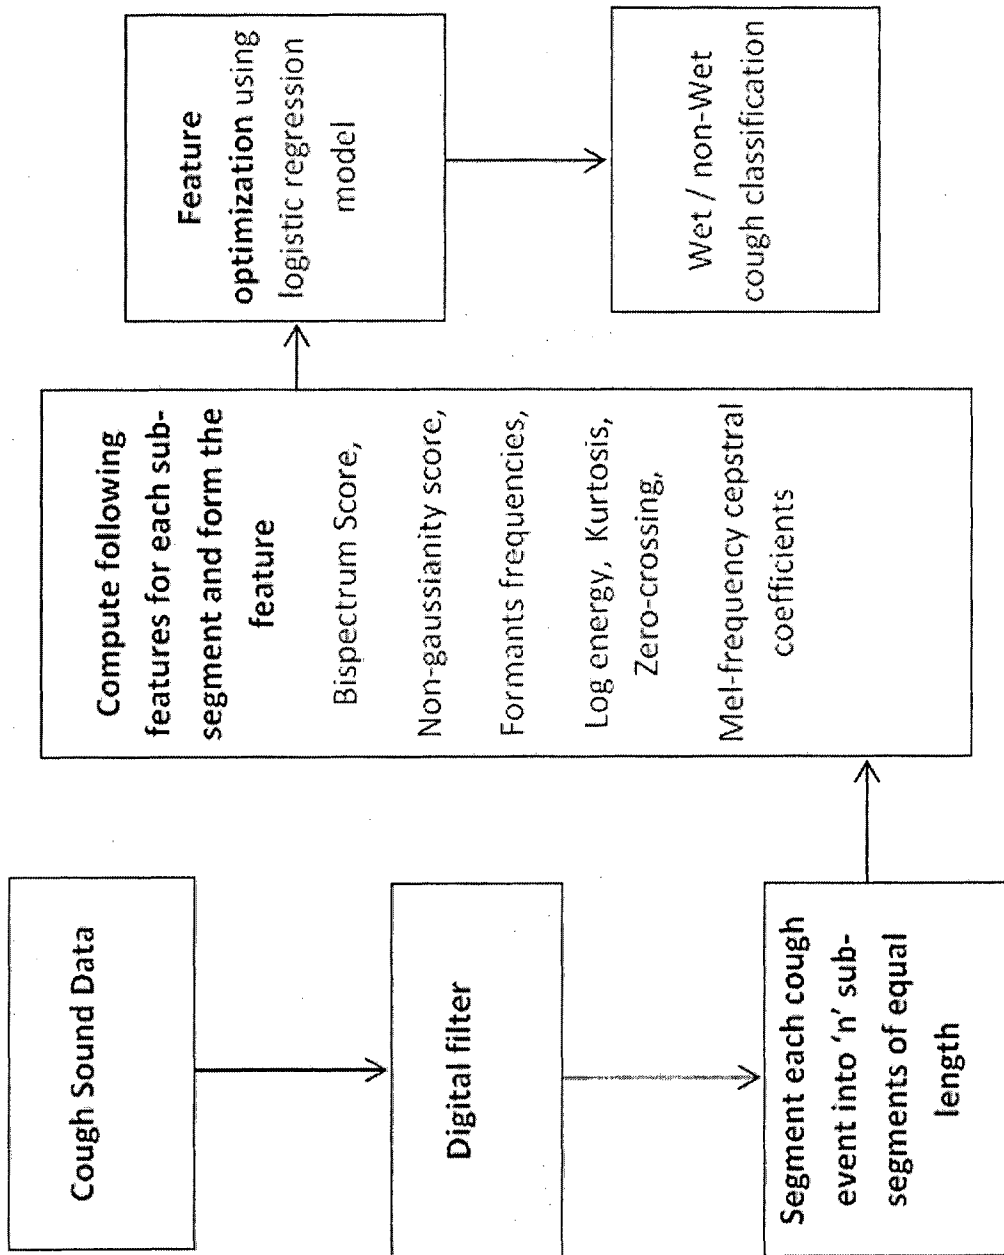 Cough Sound Data
Digital filter
Segment each cough
event into ‘n’ sub-
segments of equal
length
Compute following
features for each sub-
segment and form the
feature
Bispectrum Score,
Non-gaussianity score,
Formants frequencies,
Log energy, Kurtosis,
Zero-crossing,
Mel-frequency cepstral
coefficients
Feature
optimization using
logistic regression
model
Wet / non-Wet
cough classification